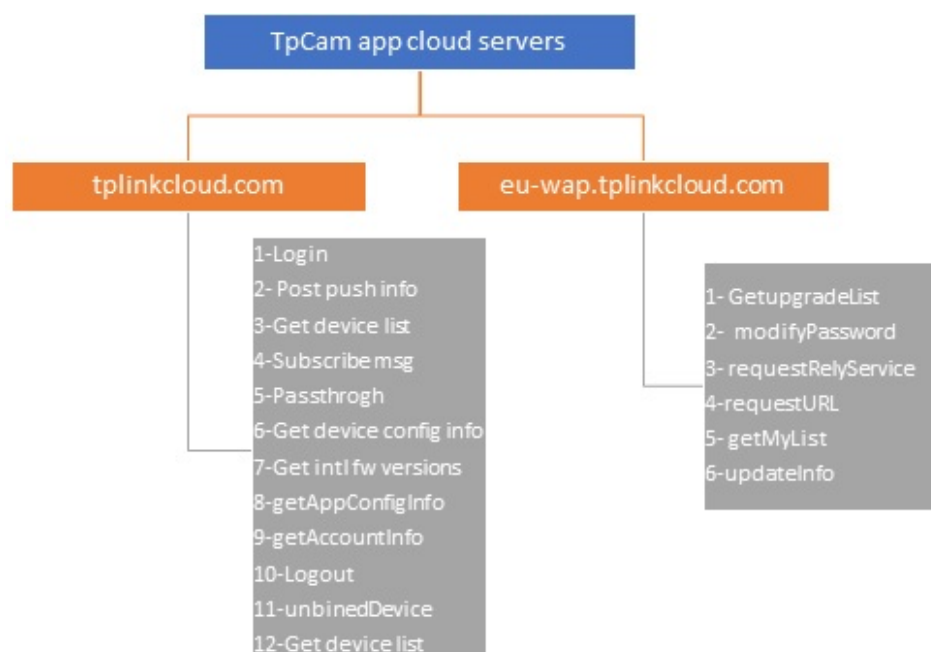 TpCam app cloud servers
tplinkcloud.com
eu-wap.tplinkcloud.com
1-Login
2- Post push info
3-Get device list
4-Subscribe msg
5-Passthrogh
6-Get device config info
7-Get intl fw versions
8-getAppConfigInfo
9-getAccountInfo
10-Logout
11-unbinedDevice
12-Get device list
1- GetupgradeList
2- modifyPassword
3- requestRelyService
4-requestURL
5- getMyList
6-updateInfo